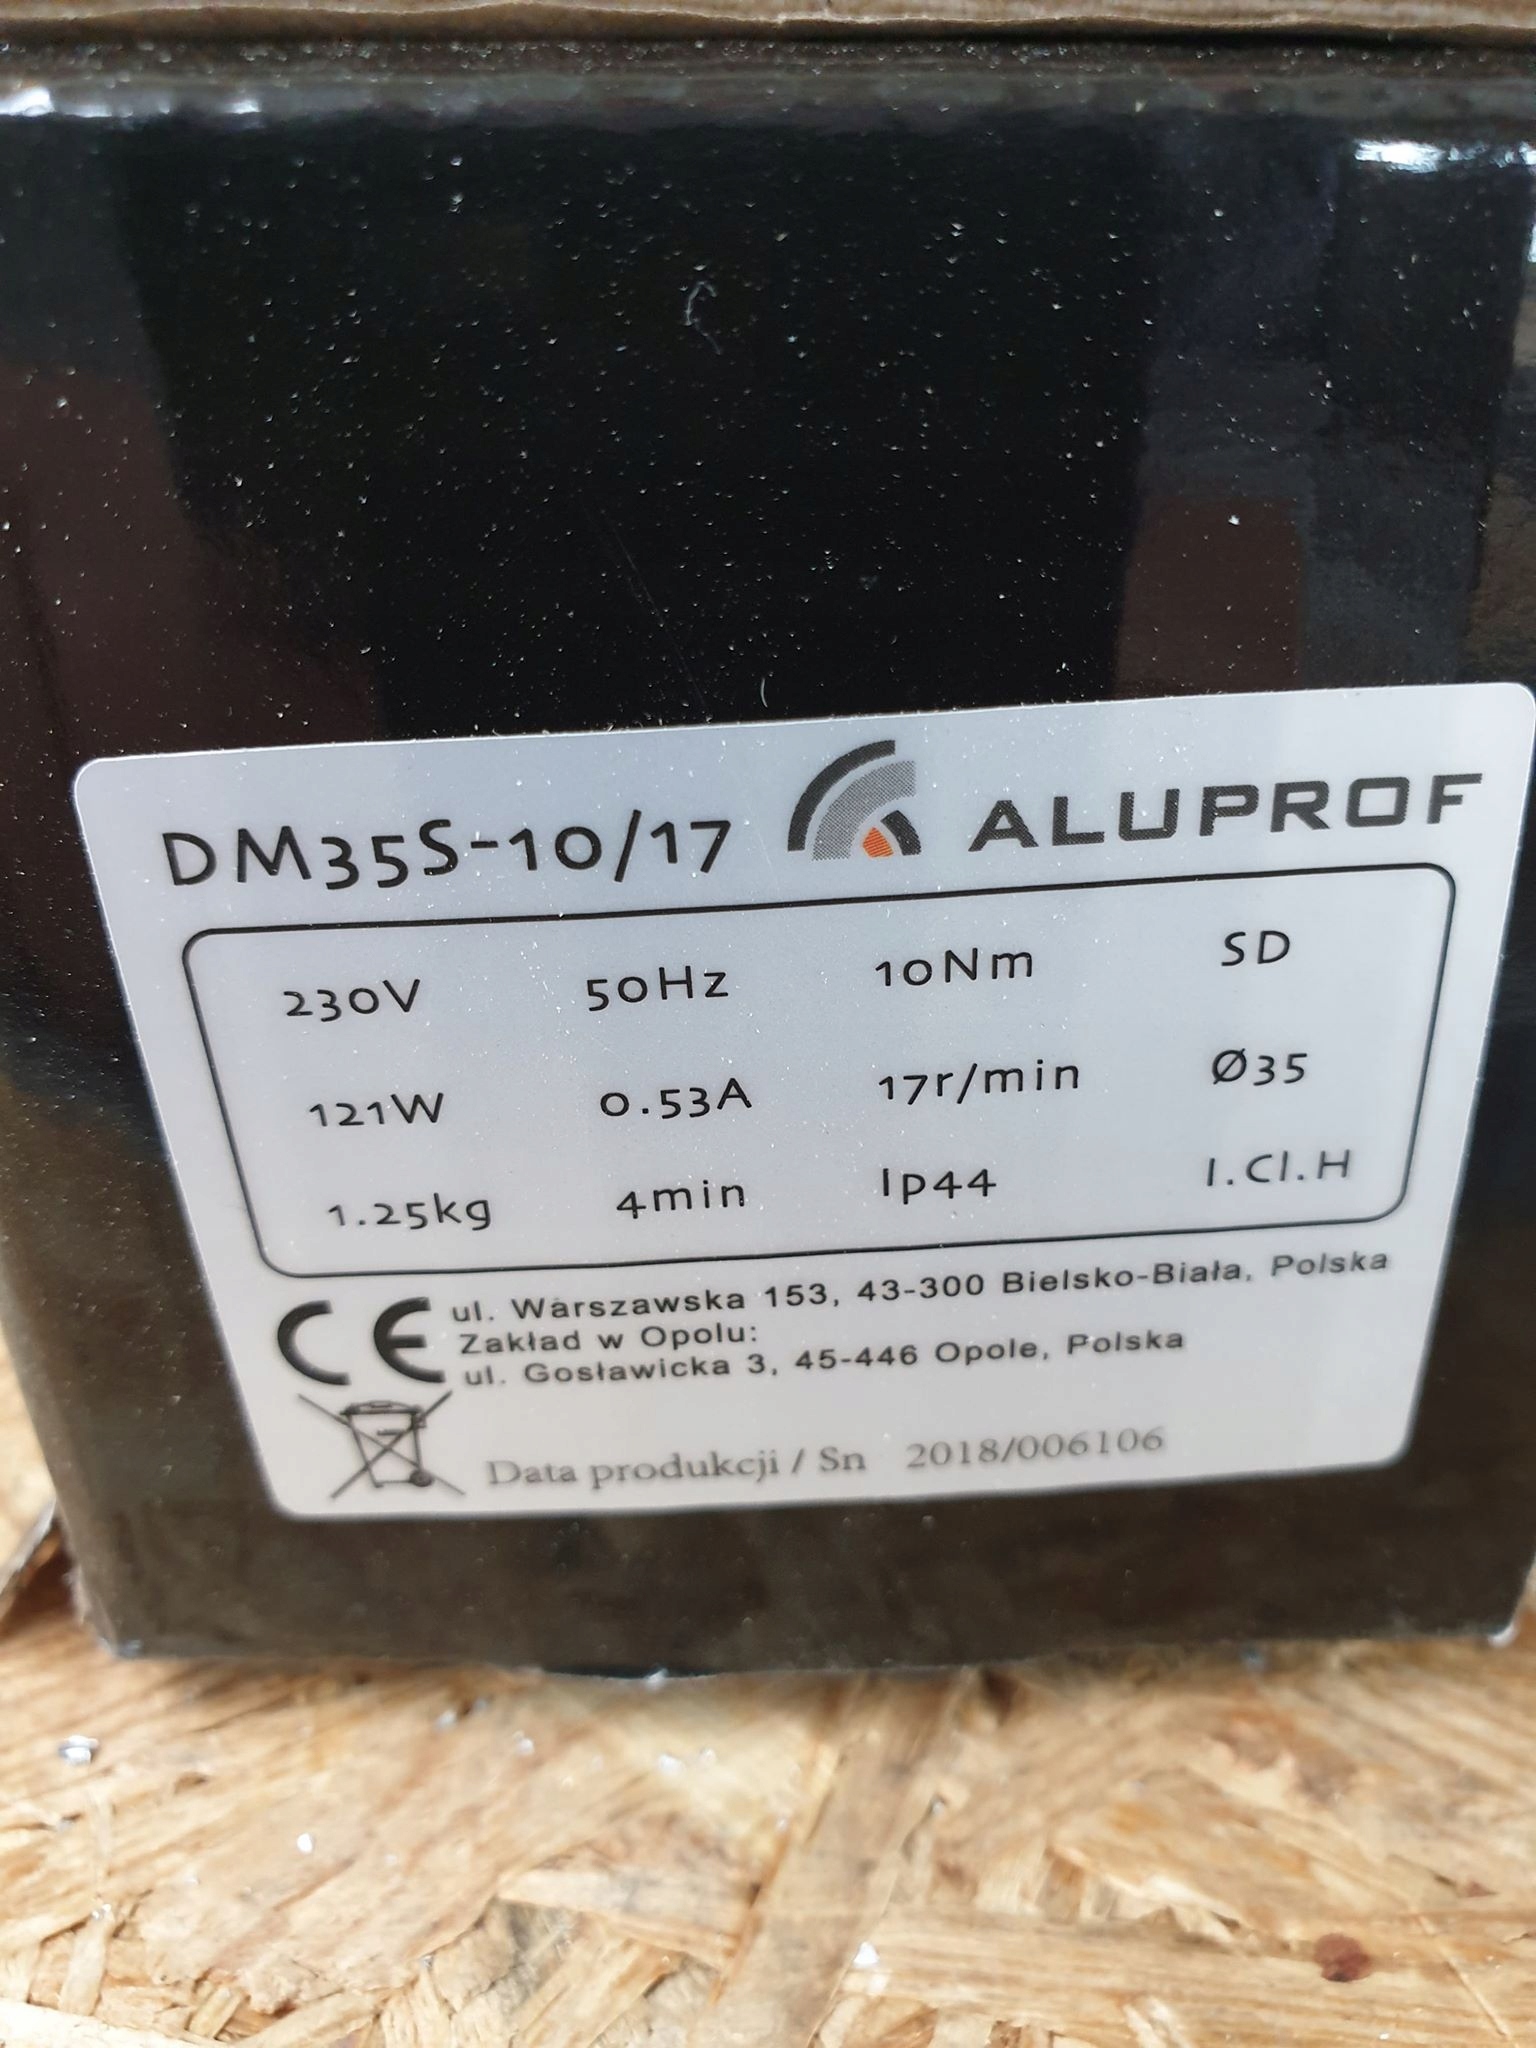 DM35S-10/17 ALUPROF
230V 50Hz 10Nm SD
121W 0.53A 17r/min Ø35
1.25kg 4min Ip44 I.Cl.H
CE ul. Warszawska 153, 43-300 Bielsko-Biała, Polska
Zakład w Opolu:
ul. Gosławicka 3, 45-446 Opole, Polska
Data produkcji / Sn 2018/006106